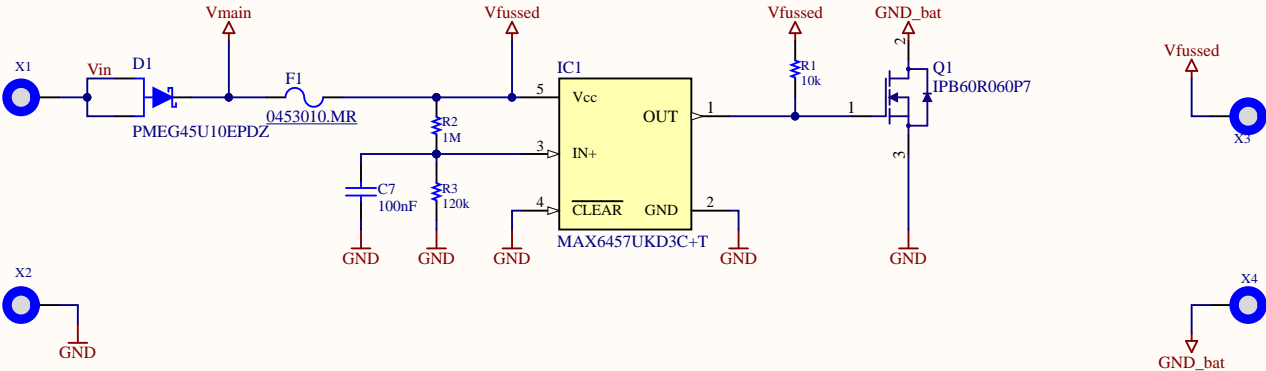 Vmain
Vfussed
Vfussed
GND_bat
Vfussed
X1
Vin
D1
PMEG45U10EPDZ
F1
0453010.MR
R2
1M
C7
100nF
R3
120k
GND
GND
GND
IC1
5
Vcc
3
IN+
4
CLEAR
OUT
1
GND
2
MAX6457UKD3C+T
GND
R1
10k
1
2
Q1
IPB60R060P7
3
GND
X3
X2
GND
X4
GND_bat